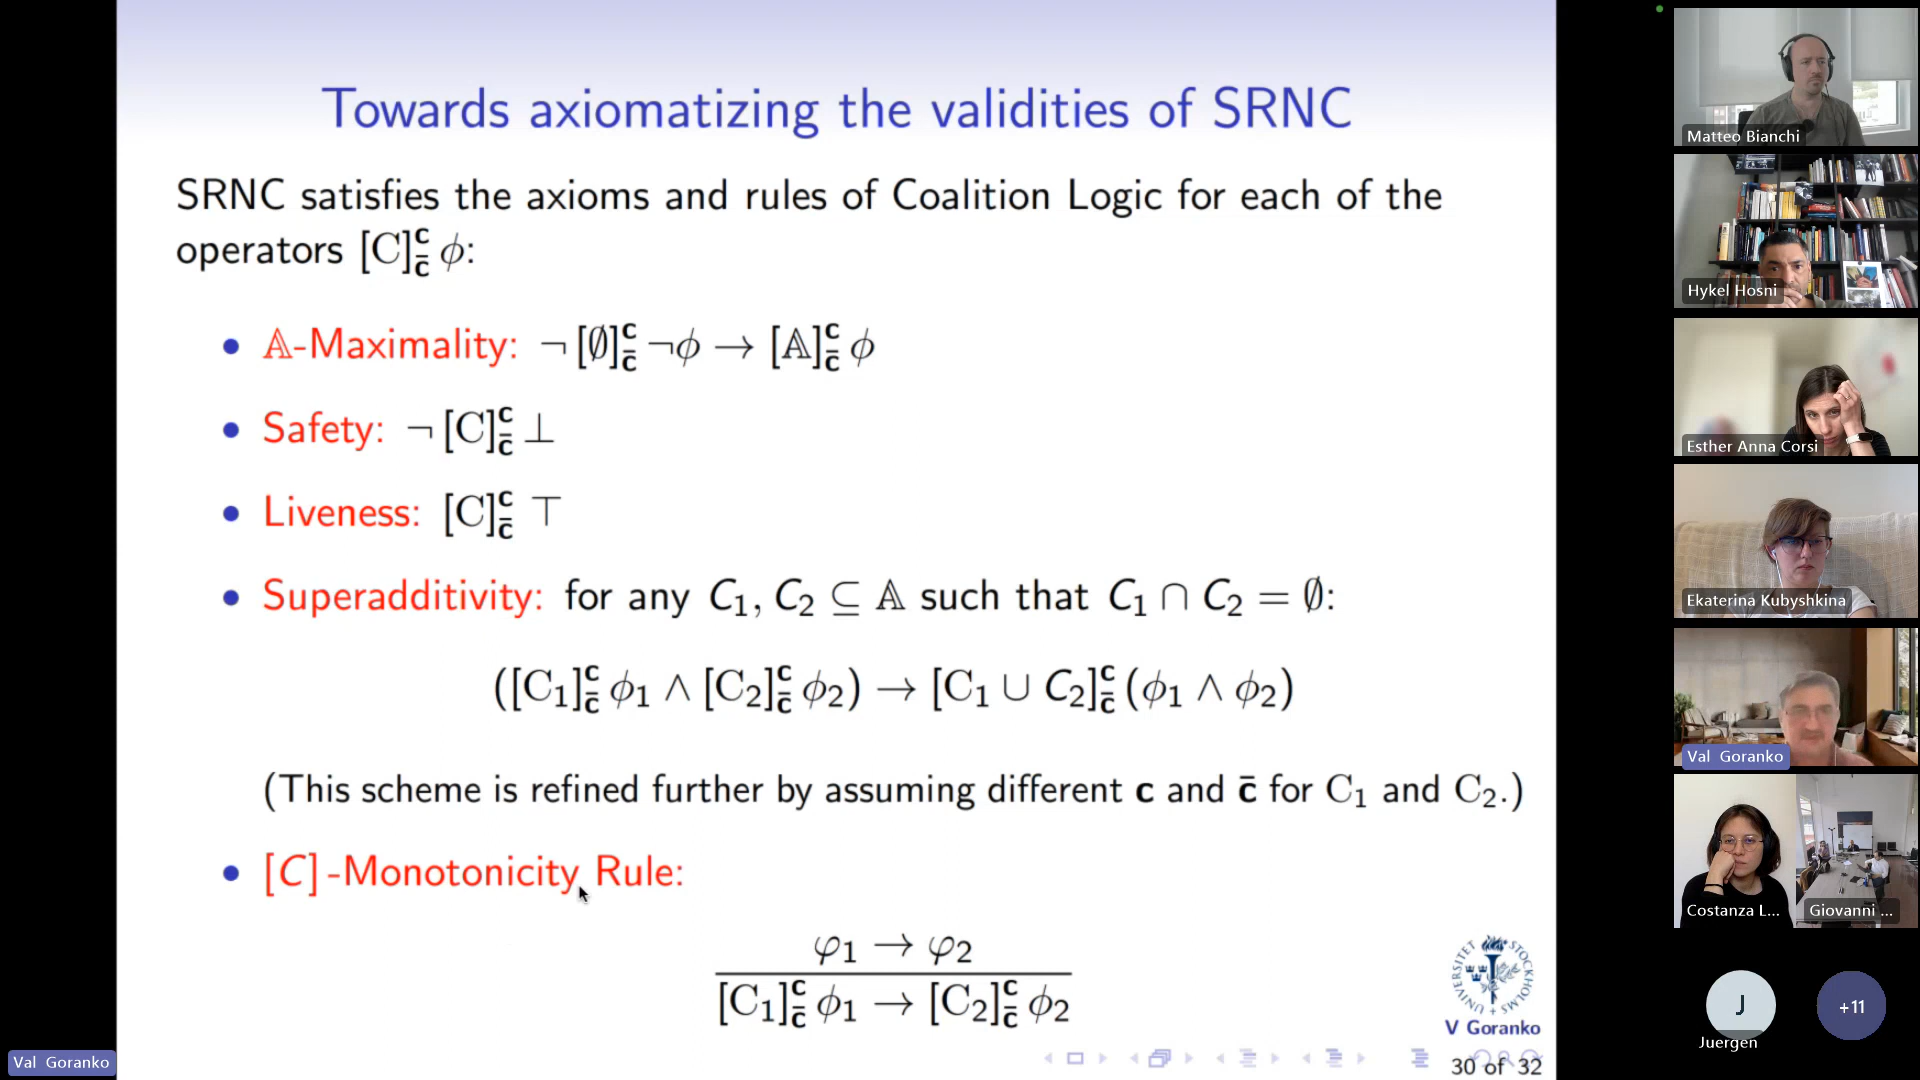 Towards axiomatizing the validities of SRNC
SRNC satisfies the axioms and rules of Coalition Logic for each of the
operators [C]^c_c̄ ϕ:
• 𝔸-Maximality: ¬ [∅]^c_c̄ ¬ϕ → [𝔸]^c_c̄ ϕ
• Safety: ¬ [C]^c_c̄ ⊥
• Liveness: [C]^c_c̄ ⊤
• Superadditivity: for any C₁, C₂ ⊆ 𝔸 such that C₁ ∩ C₂ = ∅:
([C₁]^c_c̄ ϕ₁ ∧ [C₂]^c_c̄ ϕ₂) → [C₁ ∪ C₂]^c_c̄ (ϕ₁ ∧ ϕ₂)
(This scheme is refined further by assuming different c and c̄ for C₁ and C₂.)
• [C] -Monotonicity Rule:
φ₁ → φ₂
[C₁]^c_c̄ ϕ₁ → [C₂]^c_c̄ ϕ₂
STOCKHOLMS UNIVERSITET
V Goranko
30 of 32
Val Goranko
Matteo Bianchi
Hykel Hosni
Esther Anna Corsi
Ekaterina Kubyshkina
Val Goranko
Costanza L...
Giovanni ...
J
+11
Juergen